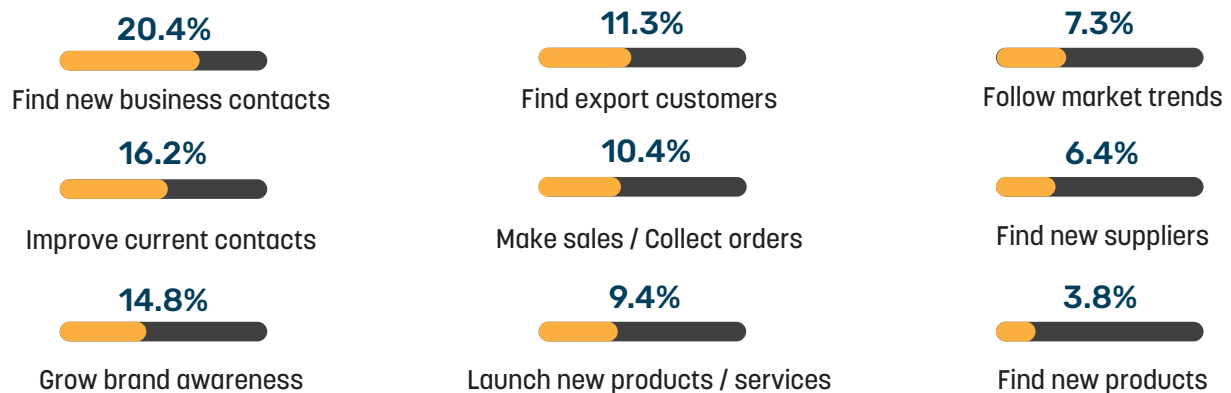 20.4%
Find new business contacts
16.2%
Improve current contacts
14.8%
Grow brand awareness
11.3%
Find export customers
10.4%
Make sales / Collect orders
9.4%
Launch new products / services
7.3%
Follow market trends
6.4%
Find new suppliers
3.8%
Find new products